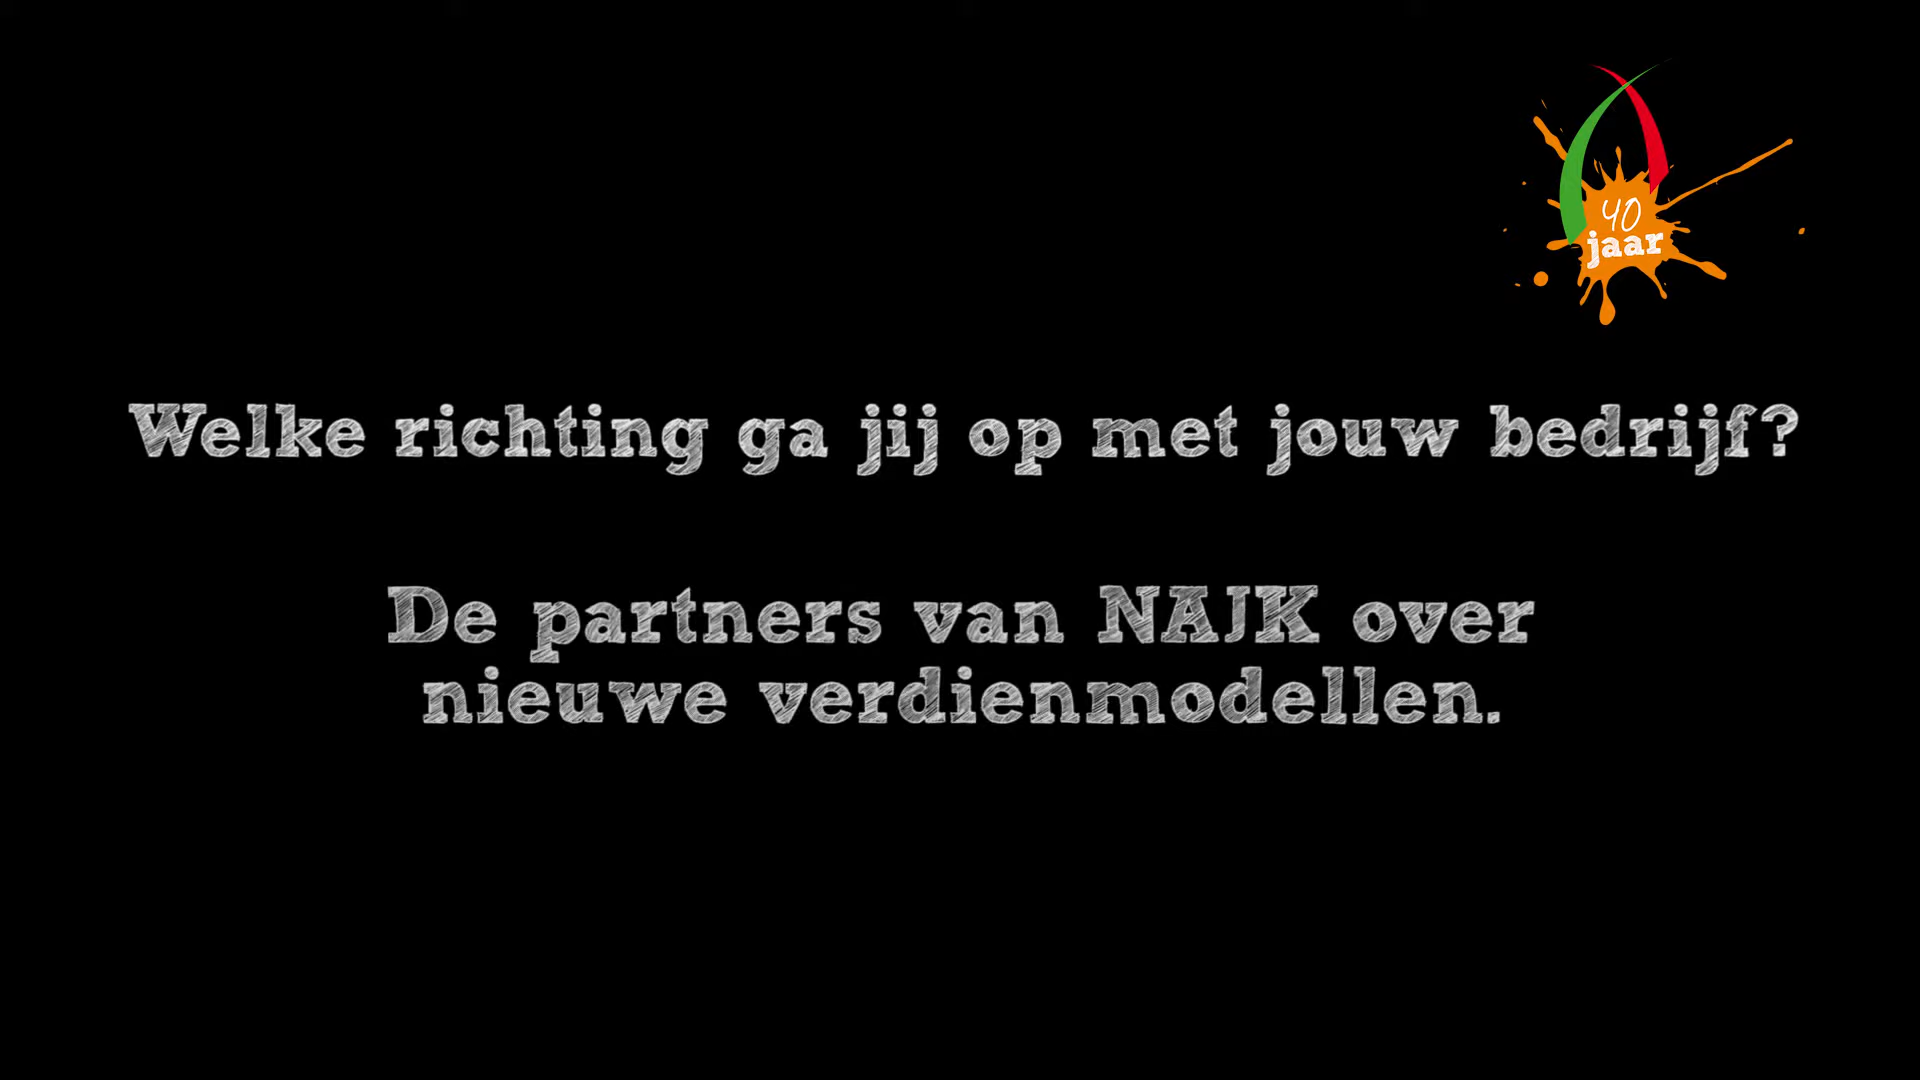 40
jaar
Welke richting ga jij op met jouw bedrijf?
De partners van NAJK over
nieuwe verdienmodellen.